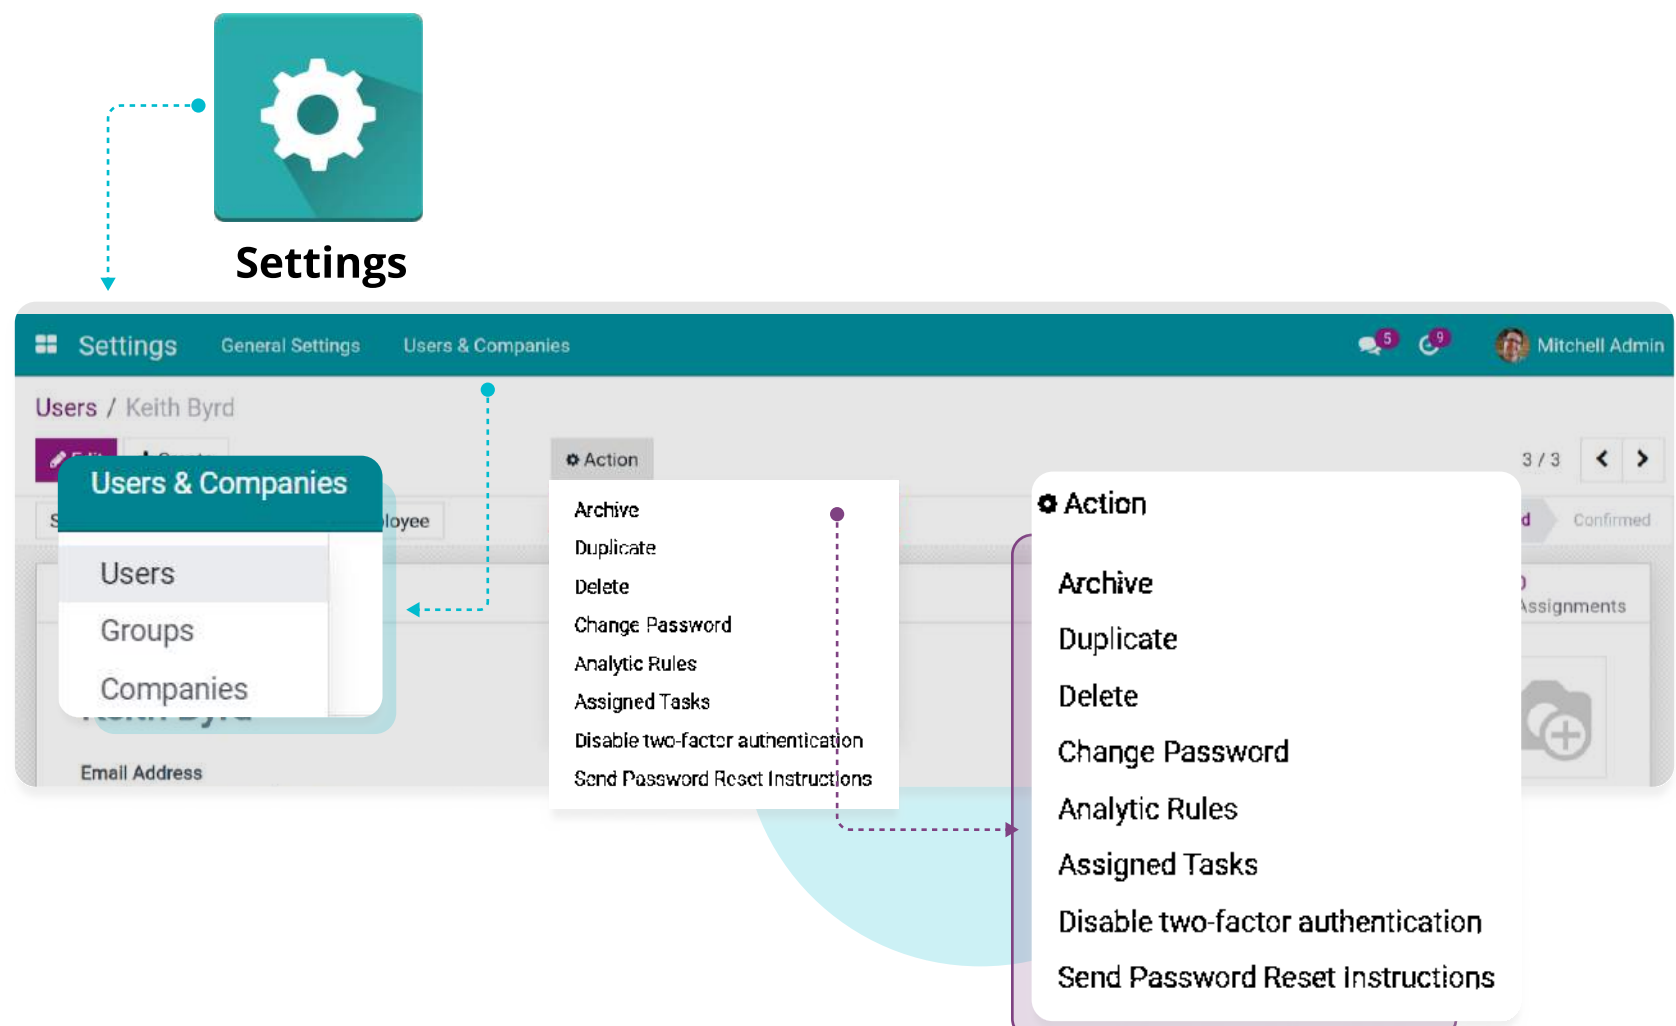 Settings
Settings General Settings Users & Companies 5 9 Mitchell Admin
Users / Keith Byrd
Action 3 / 3
Users & Companies
Users
Groups
Companies
loyee
Email Address
Archive
Duplicate
Delete
Change Password
Analytic Rules
Assigned Tasks
Disable two-factor authentication
Send Password Reset Instructions
Action
Archive
Duplicate
Delete
Change Password
Analytic Rules
Assigned Tasks
Disable two-factor authentication
Send Password Reset Instructions
d Confirmed
Assignments